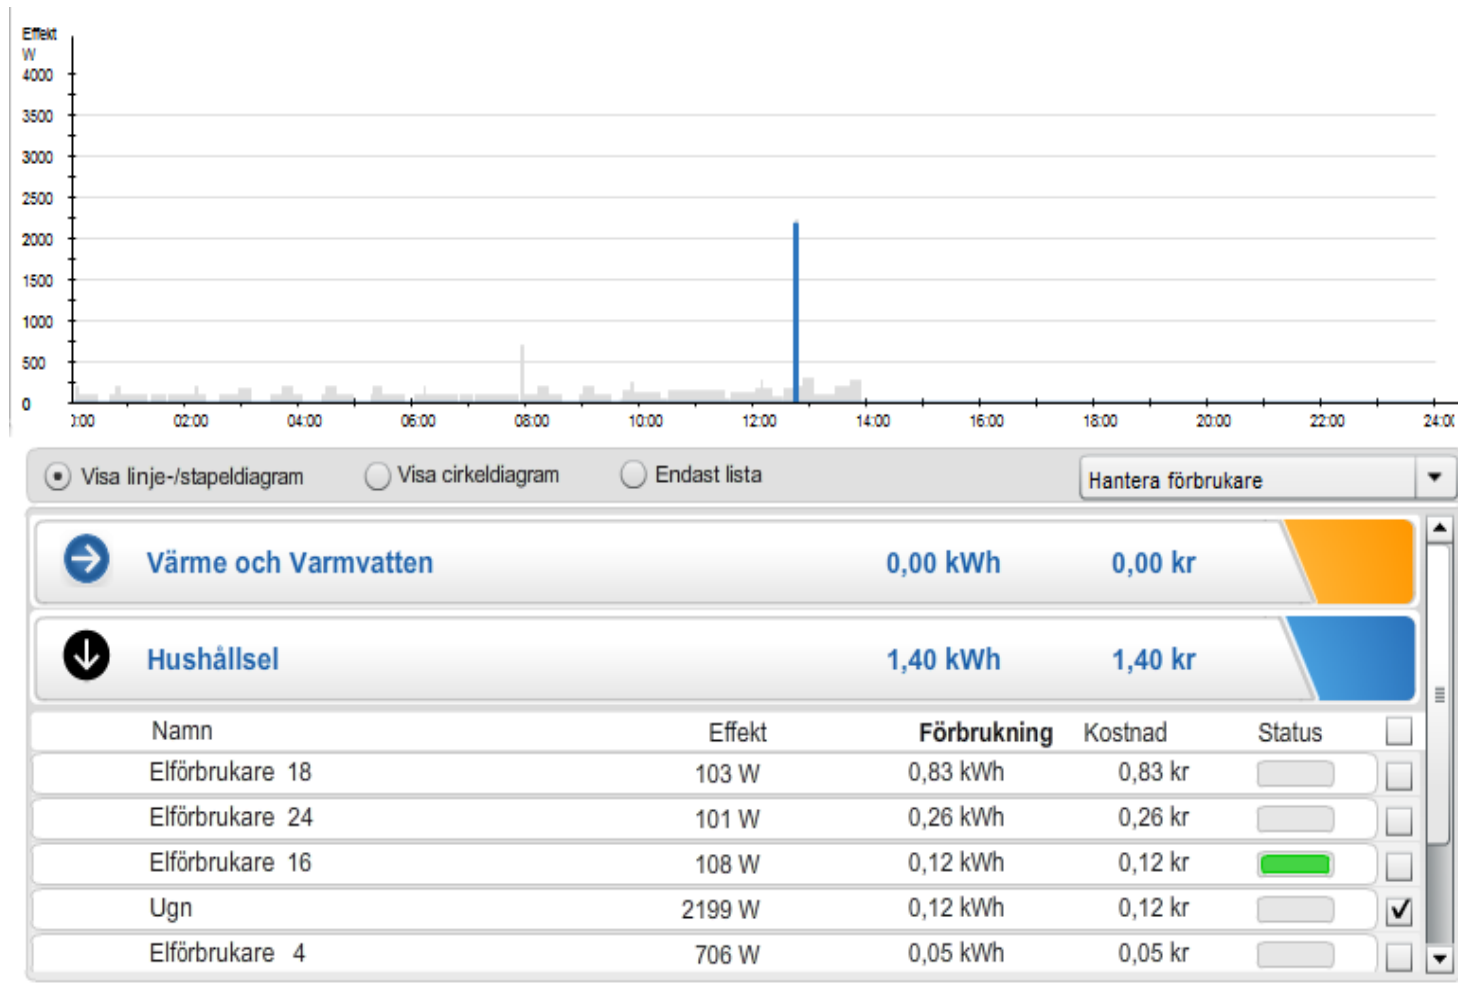 Effekt
W
4000
3500
3000
2500
2000
1500
1000
500
0
0:00 02:00 04:00 06:00 08:00 10:00 12:00 14:00 16:00 18:00 20:00 22:00 24:00
Visa linje-/stapeldiagram Visa cirkeldiagram Endast lista Hantera förbrukare
Värme och Varmvatten 0,00 kWh 0,00 kr
Hushållsel 1,40 kWh 1,40 kr
Namn Effekt Förbrukning Kostnad Status
Elförbrukare 18 103 W 0,83 kWh 0,83 kr
Elförbrukare 24 101 W 0,26 kWh 0,26 kr
Elförbrukare 16 108 W 0,12 kWh 0,12 kr
Ugn 2199 W 0,12 kWh 0,12 kr
Elförbrukare 4 706 W 0,05 kWh 0,05 kr